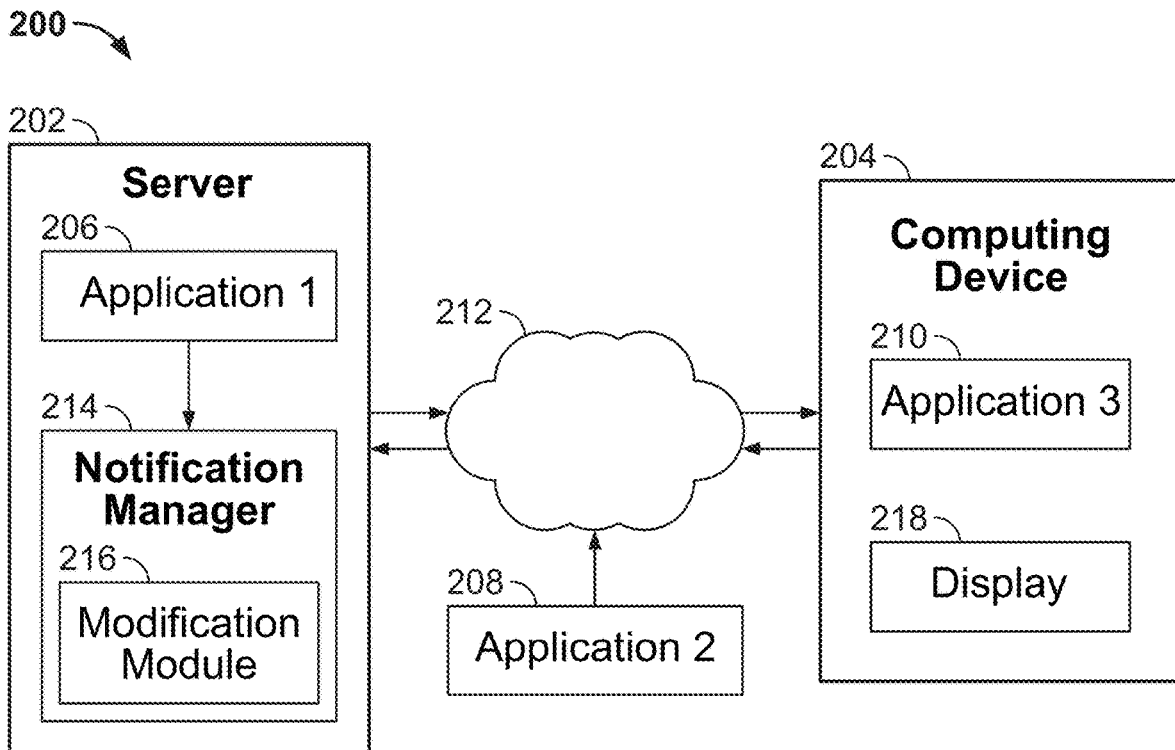 200
202
Server
206
Application 1
214
Notification
Manager
216
Modification
Module
212
208
Application 2
204
Computing
Device
210
Application 3
218
Display